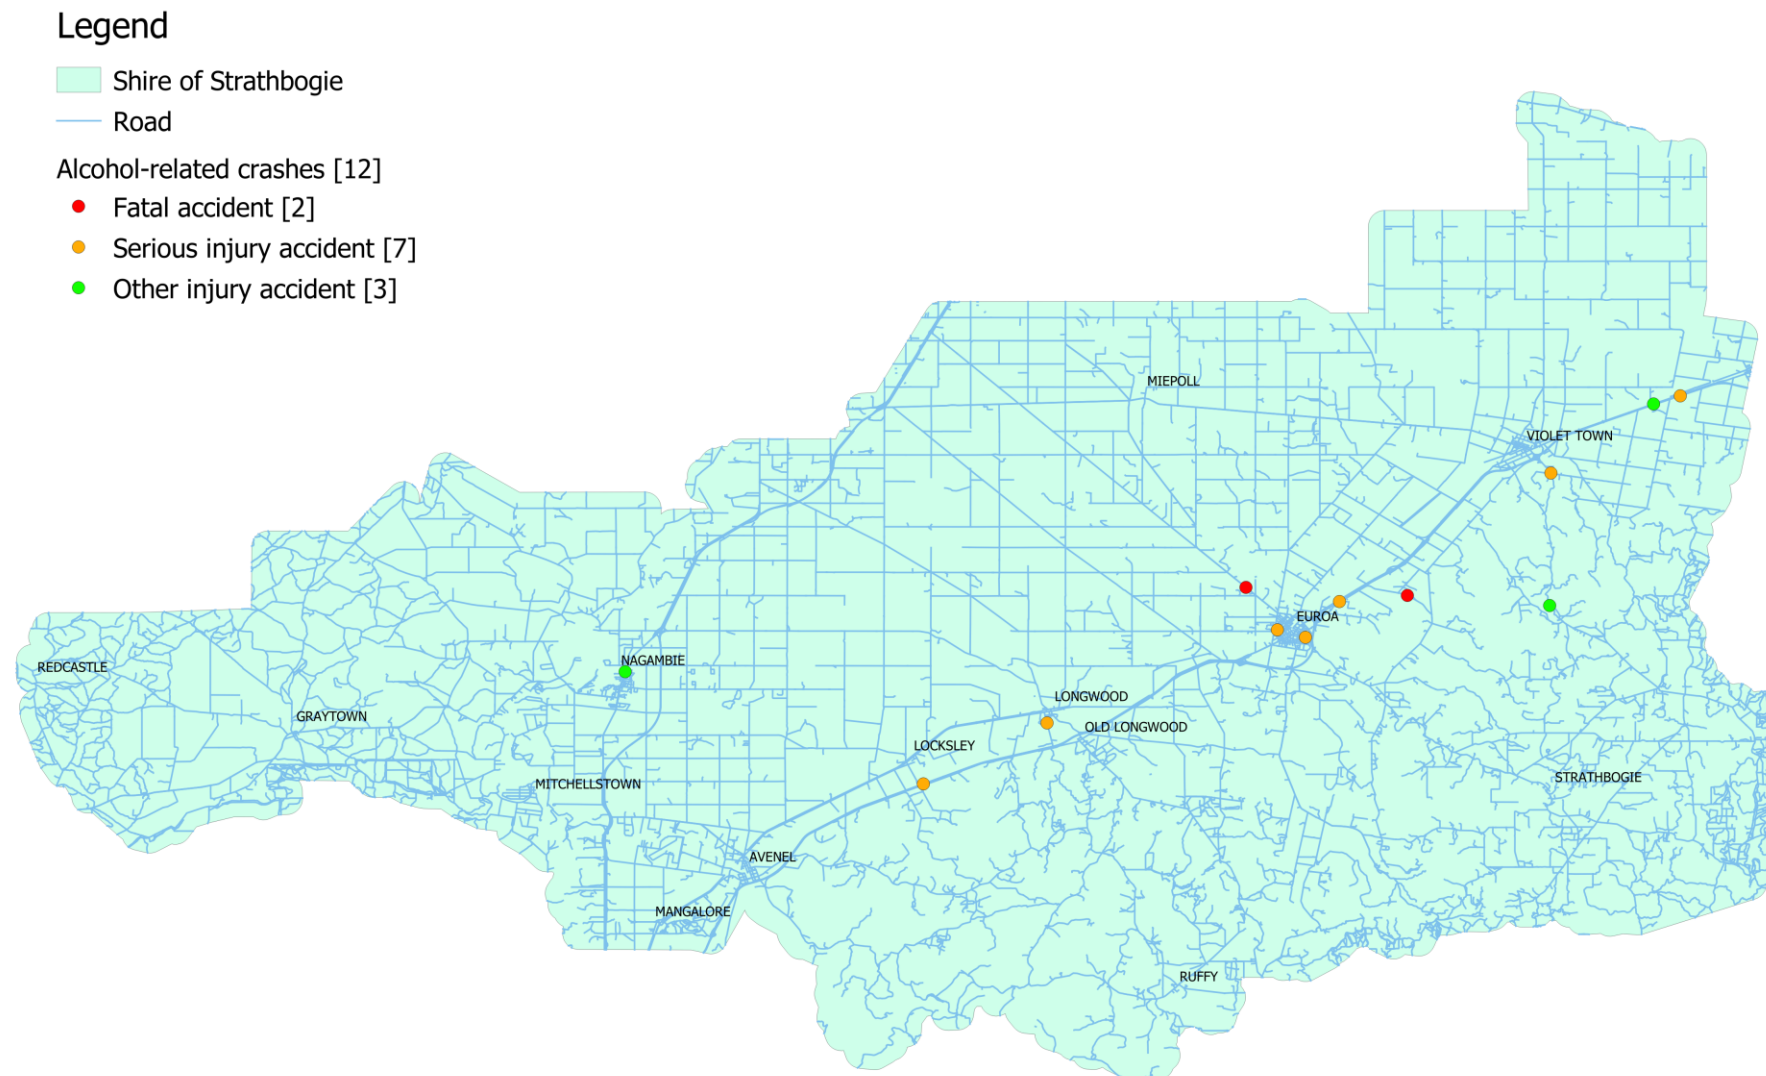 Legend
Shire of Strathbogie
Road
Alcohol-related crashes [12]
Fatal accident [2]
Serious injury accident [7]
Other injury accident [3]
MIEPOLL
VIOLET TOWN
EUROA
REDCASTLE
NAGAMBIE
LONGWOOD
GRAYTOWN
OLD LONGWOOD
LOCKSLEY
STRATHBOGIE
MITCHELLSTOWN
AVENEL
MANGALORE
RUFFY